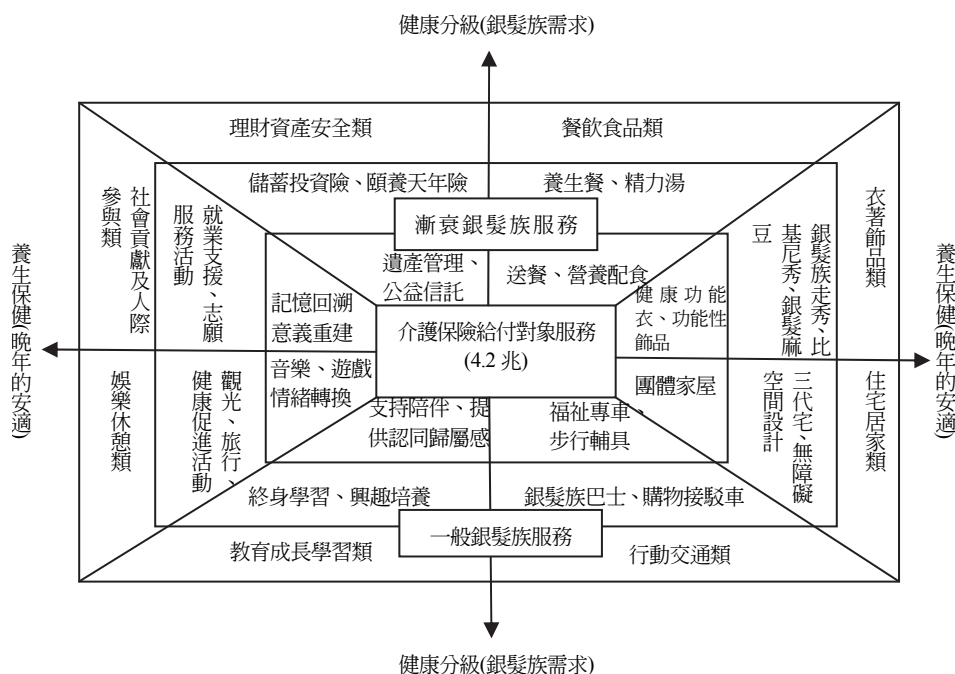 健康分級(銀髮族需求)
理財資產安全類
餐飲食品類
儲蓄投資險、頤養天年險
養生餐、精力湯
漸衰銀髮族服務
遺產管理、
公益信託
送餐、營養配食
社會貢獻及人際
參與類
就業支援、志願
服務活動
記憶回溯
意義重建
健康功能
衣、功能性
飾品
銀髮族走秀、比
基尼秀、銀髮麻
豆
衣著飾品類
養生保健(晚年的安適)
介護保險給付對象服務
(4.2 兆)
養生保健(晚年的安適)
娛樂休憩類
觀光、旅行、
健康促進活動
音樂、遊戲
情緒轉換
支持陪伴、提
供認同歸屬感
福祉專車、
步行輔具
團體家屋
三代宅、無障礙
空間設計
住宅居家類
終身學習、興趣培養
銀髮族巴士、購物接駁車
一般銀髮族服務
教育成長學習類
行動交通類
健康分級(銀髮族需求)